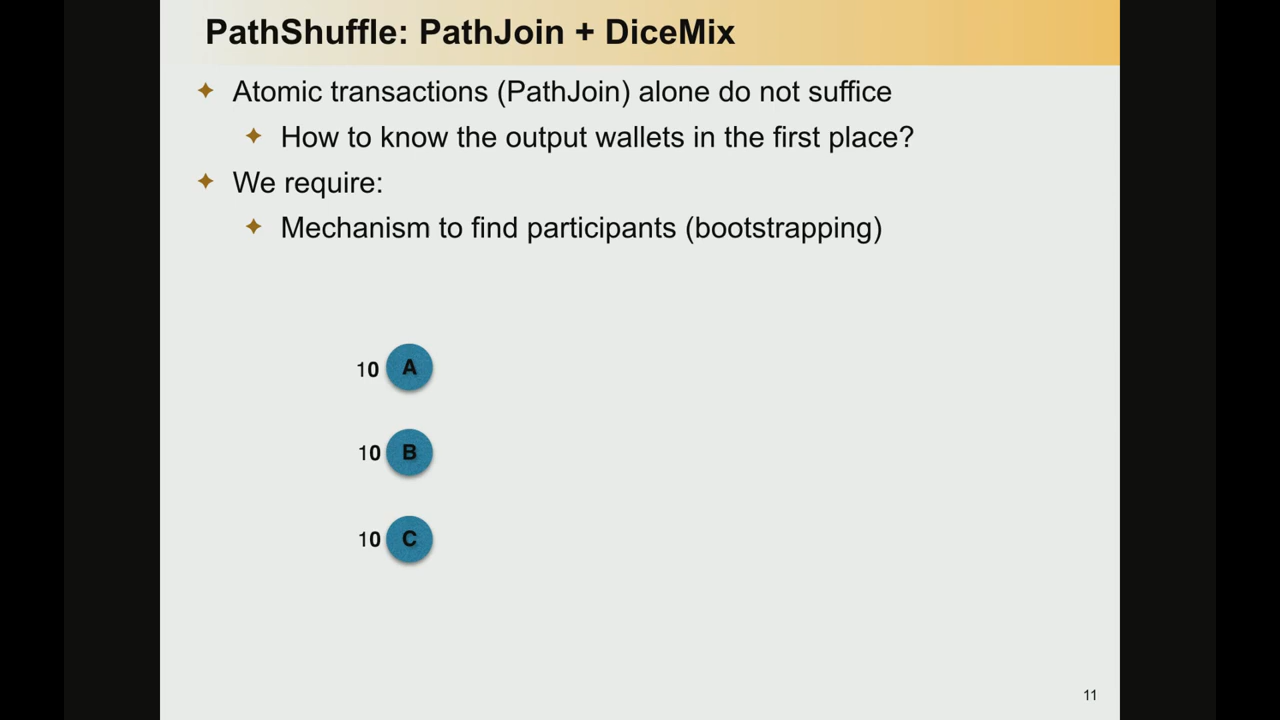 PathShuffle: PathJoin + DiceMix
Atomic transactions (PathJoin) alone do not suffice
How to know the output wallets in the first place?
We require:
Mechanism to find participants (bootstrapping)
10 A
10 B
10 C
11